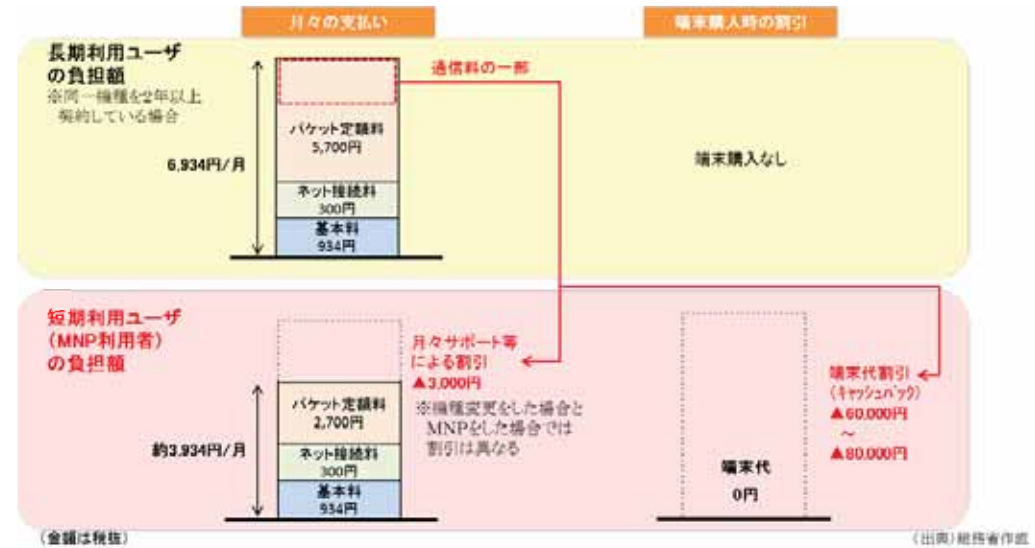 月々の支払い
端末購入時の割引
長期利用ユーザ
の負担額
※同一機種を2年以上
契約している場合
通信料の一部
パケット定額料
5,700円
6,934円/月
端末購入なし
ネット接続料
300円
基本料
934円
短期利用ユーザ
(MNP利用者)
の負担額
月々サポート等
による割引
▲3,000円
※機種変更をした場合と
MNPをした場合では
割引は異なる
パケット定額料
2,700円
約3,934円/月
ネット接続料
300円
基本料
934円
端末代
0円
端末代割引
(キャッシュバック)
▲60,000円
~
▲80,000円
(金額は税抜)
(出典)総務省作成